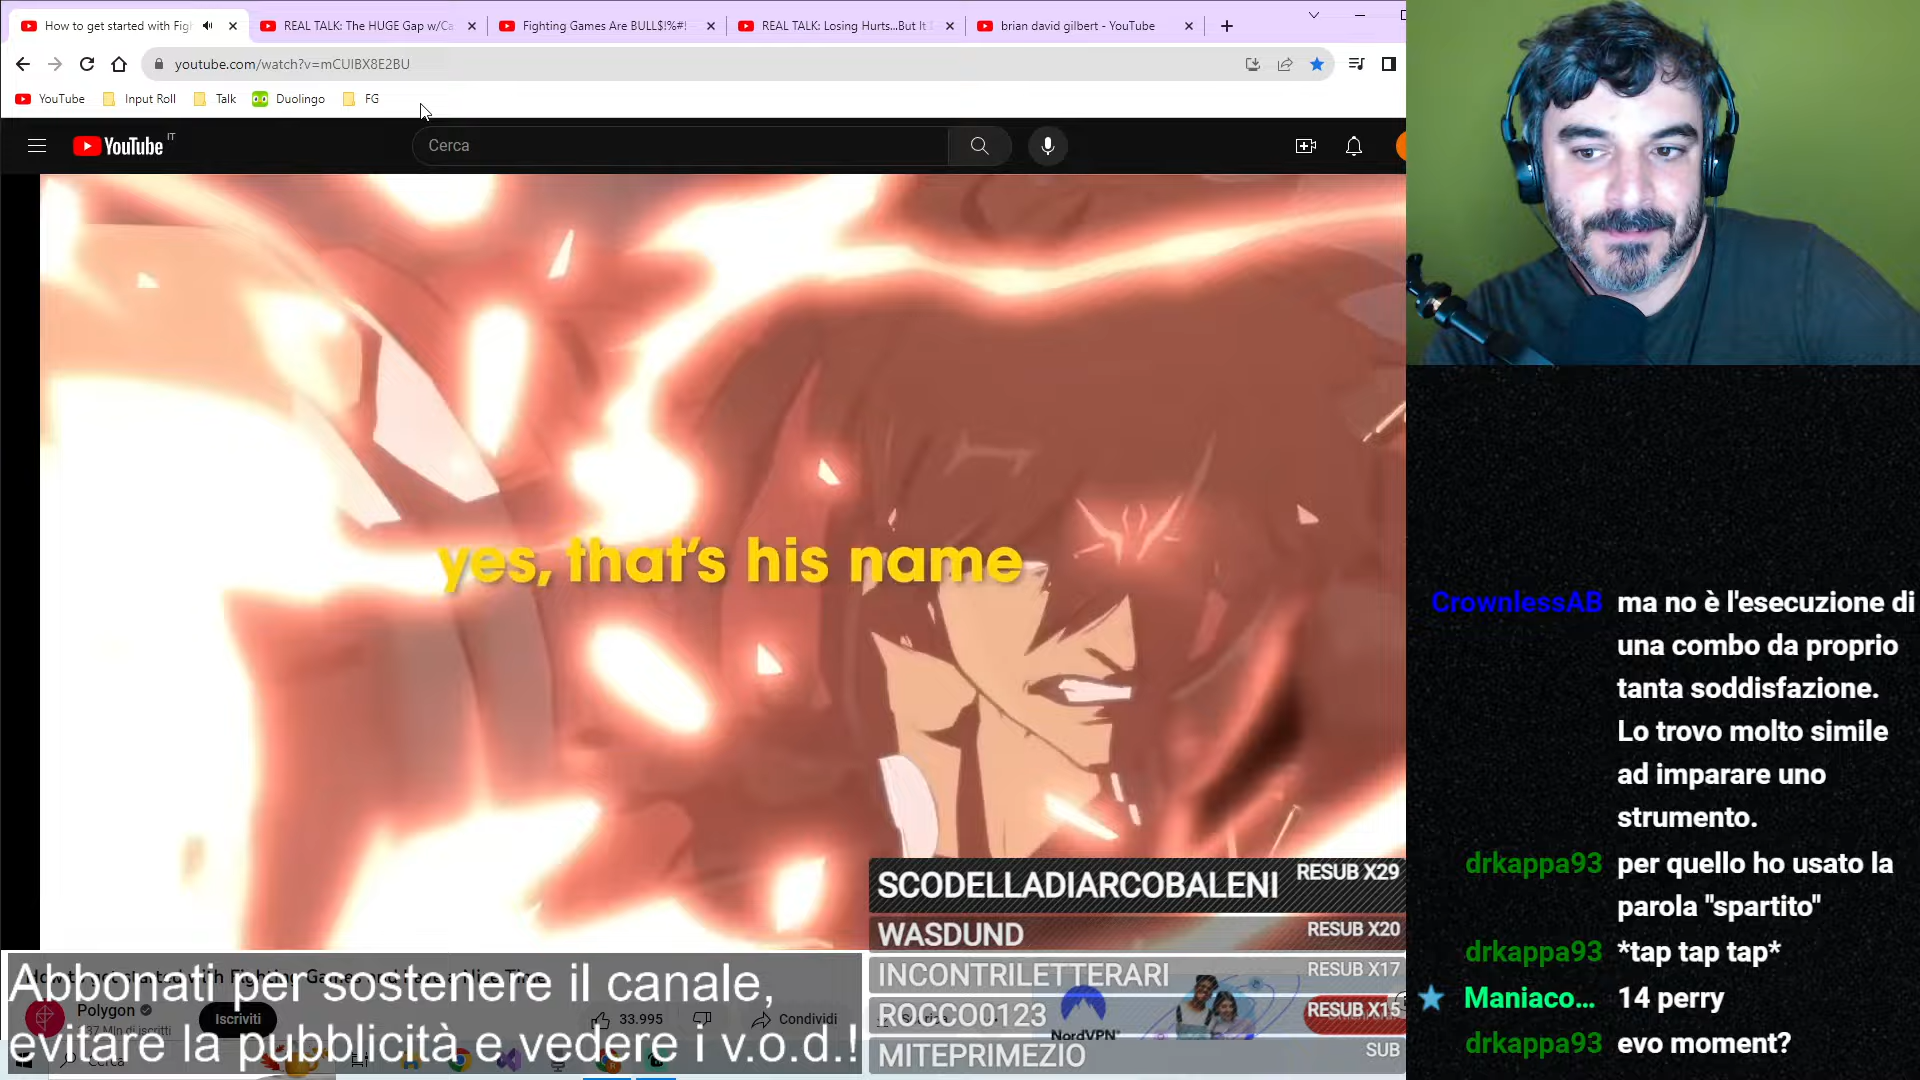 How to get started with Figh
REAL TALK: The HUGE Gap w/Ca
Fighting Games Are BULL$!%#!
REAL TALK: Losing Hurts...But It
brian david gilbert - YouTube
youtube.com/watch?v=mCUIBX8E2BU
YouTube
Input Roll
Talk
Duolingo
FG
YouTube IT
Cerca
yes, that's his name
CrownlessAB ma no è l'esecuzione di
una combo da proprio
tanta soddisfazione.
Lo trovo molto simile
ad imparare uno
strumento.
drkappa93 per quello ho usato la
parola "spartito"
drkappa93 *tap tap tap*
Maniaco... 14 perry
drkappa93 evo moment?
SCODELLADIARCOBALENI RESUB X29
WASDUND RESUB X20
INCONTRILETTERARI RESUB X17
ROCCO0123 RESUB X15
MITEPRIMEZIO SUB
Abbonati per sostenere il canale,
evitare la pubblicità e vedere i v.o.d.!
Polygon
Iscriviti
33.995
Condividi
NordVPN
Cerca